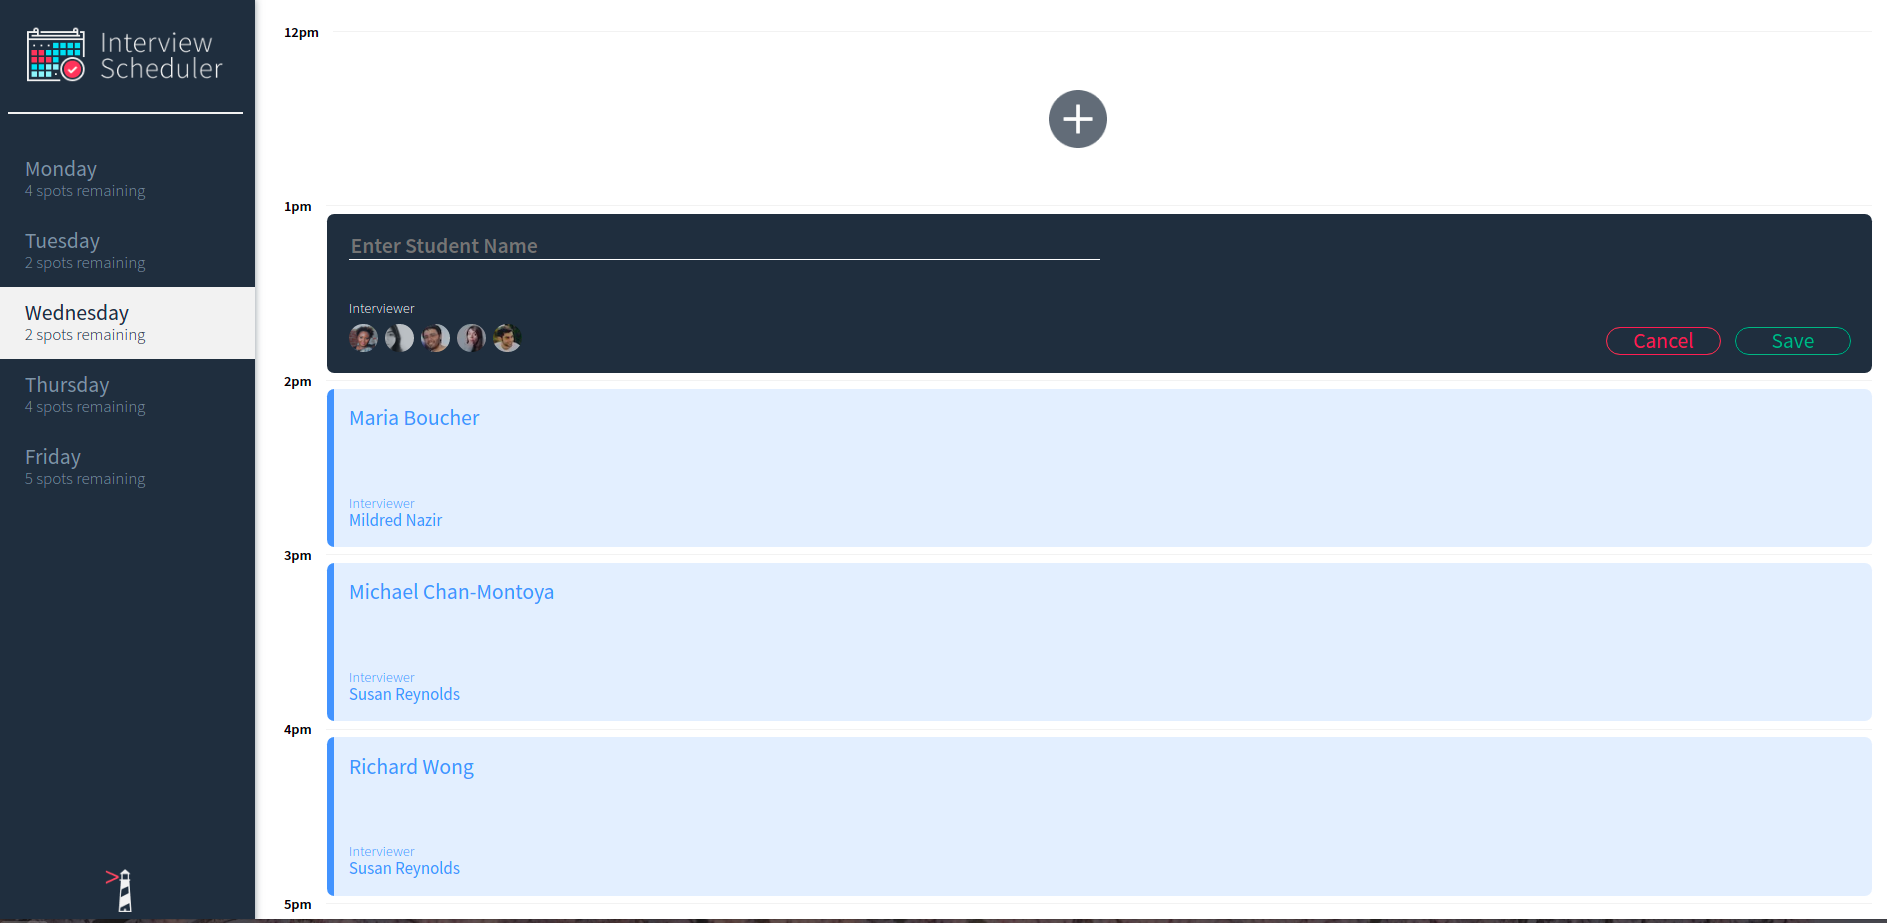 Interview
Scheduler
Monday
4 spots remaining
Tuesday
2 spots remaining
Wednesday
2 spots remaining
Thursday
4 spots remaining
Friday
5 spots remaining
12pm
1pm
Enter Student Name
Interviewer
Cancel
Save
2pm
Maria Boucher
Interviewer
Mildred Nazir
3pm
Michael Chan-Montoya
Interviewer
Susan Reynolds
4pm
Richard Wong
Interviewer
Susan Reynolds
5pm